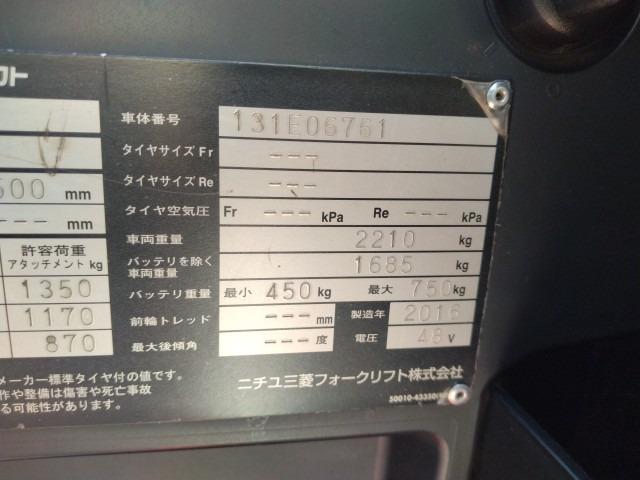 フト
車体番号 131E06761
タイヤサイズ Fr ---
タイヤサイズ Re ---
500 mm
タイヤ空気圧 Fr --- kPa Re --- kPa
--- mm
車両重量 2210 kg
許容荷重
アタッチメント kg
バッテリを除く
車両重量 1685 kg
1350
バッテリ重量 最小 450 kg 最大 750 kg
1170
前輪トレッド --- mm 製造年 2016
870
最大後傾角 --- 度 電圧 48 V
メーカー標準タイヤ付の値です。
ニチユ三菱フォークリフト株式会社
作や整備は傷害や死亡事故
る可能性があります。